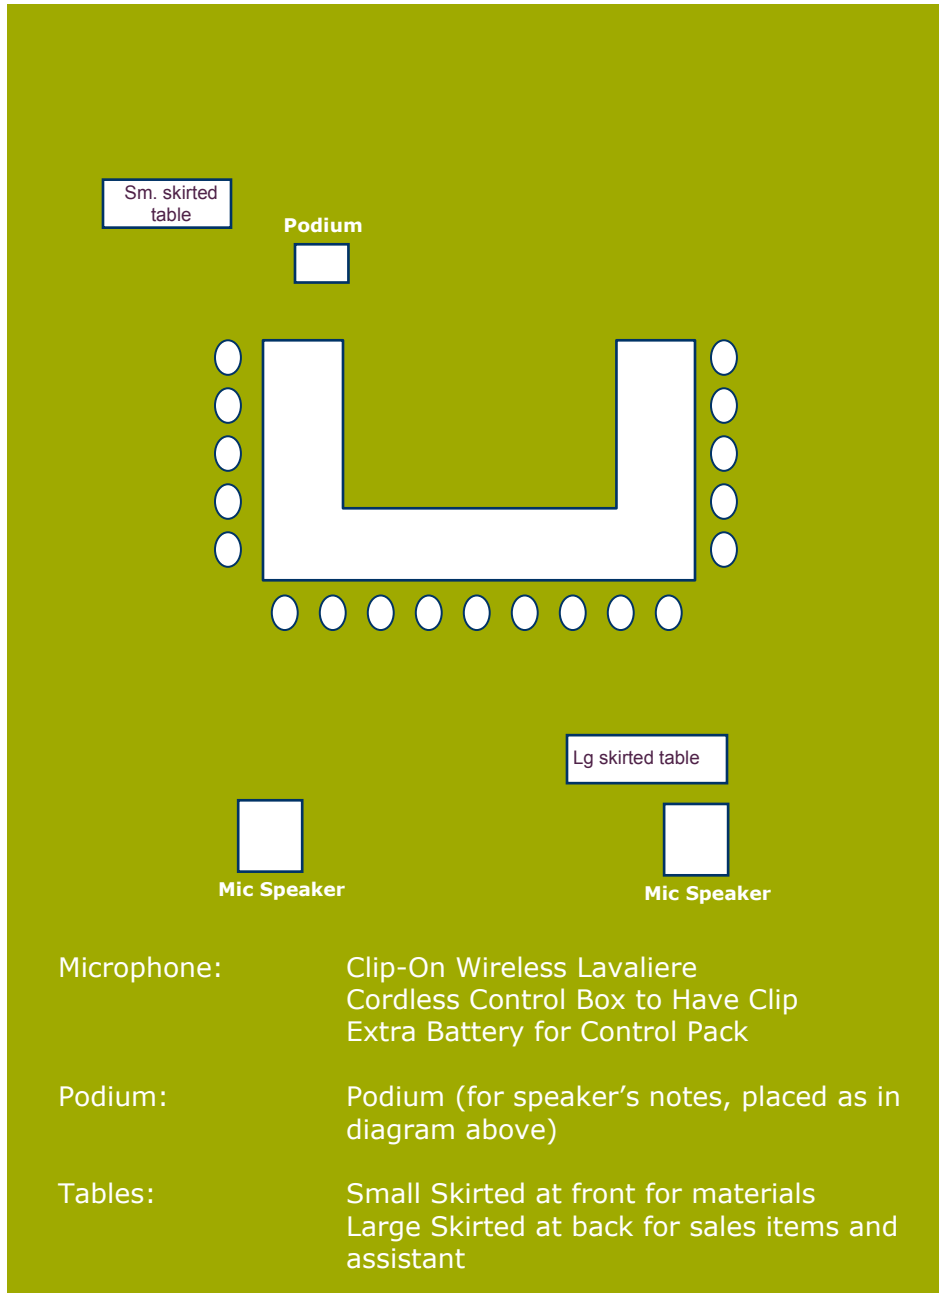 Sm. skirted
table
Podium
Lg skirted table
Mic Speaker
Mic Speaker
Microphone: Clip-On Wireless Lavaliere
Cordless Control Box to Have Clip
Extra Battery for Control Pack
Podium: Podium (for speaker’s notes, placed as in
diagram above)
Tables: Small Skirted at front for materials
Large Skirted at back for sales items and
assistant